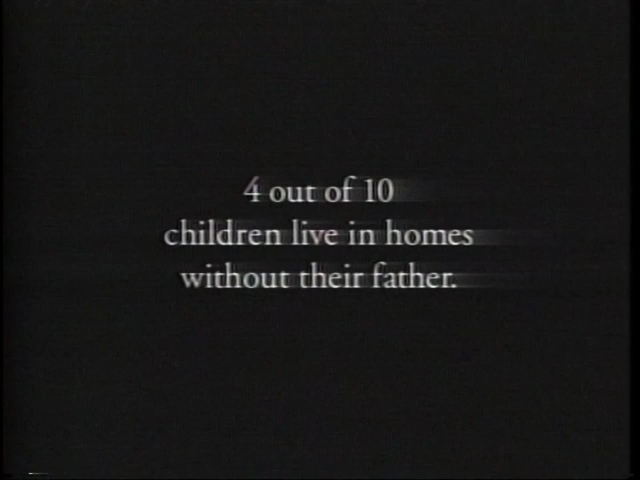 4 out of 10
children live in homes
without their father.